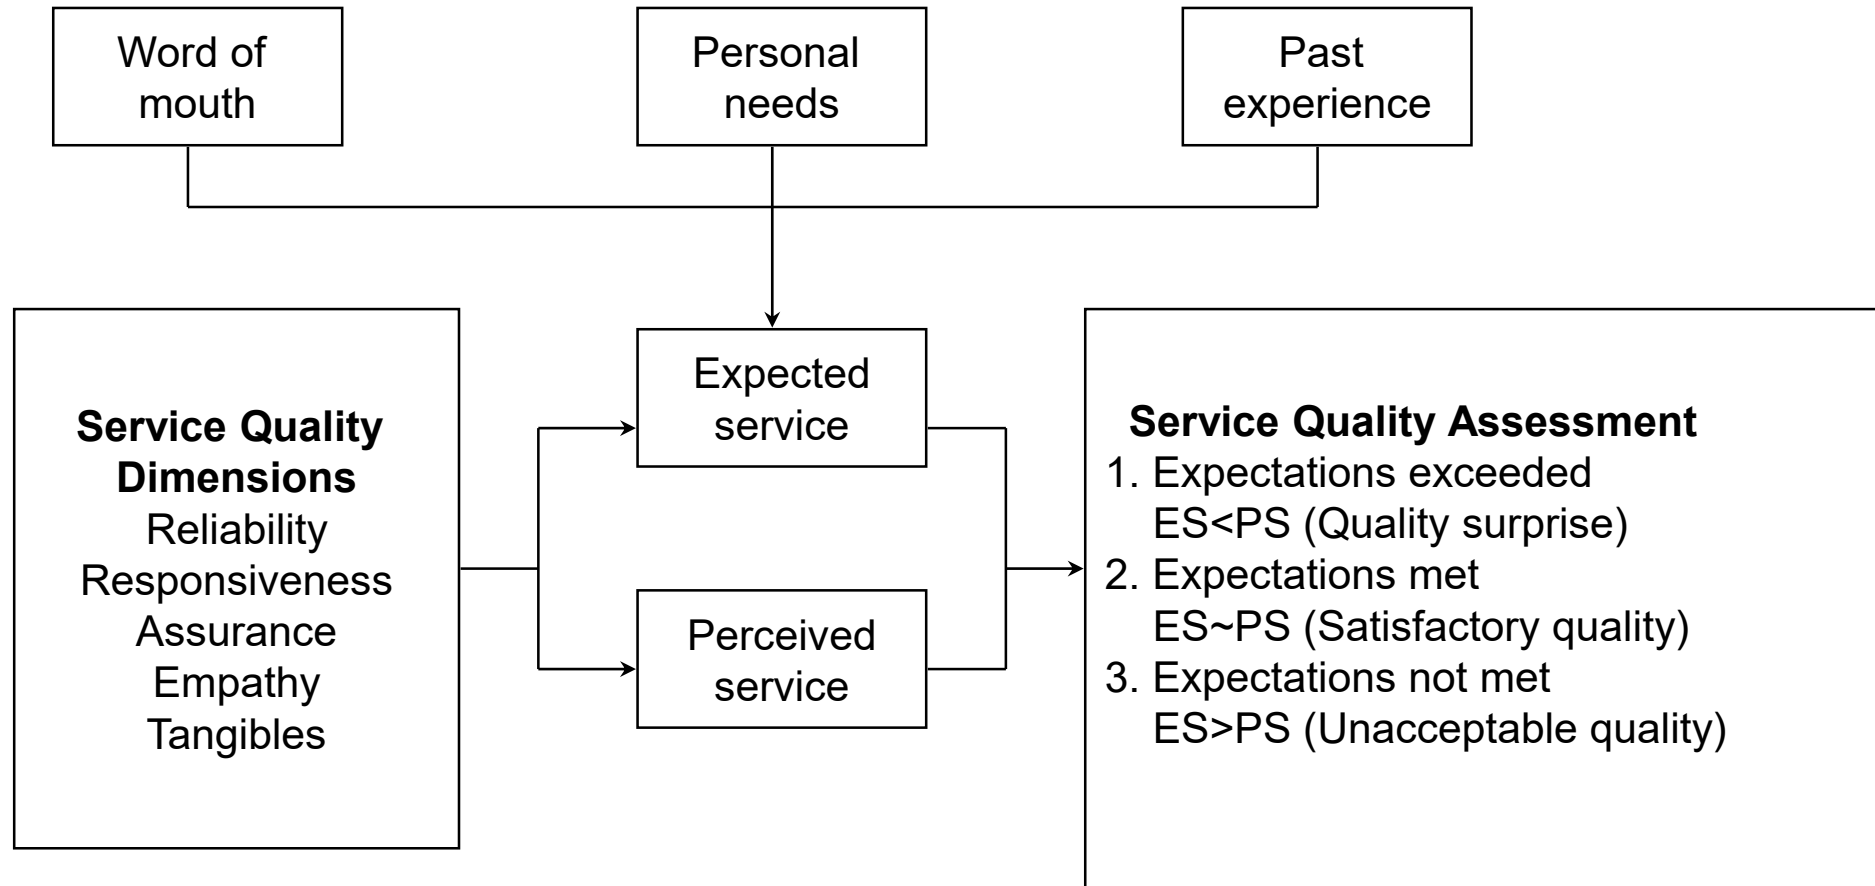 Word of
mouth
Personal
needs
Past
experience
Service Quality
Dimensions
Reliability
Responsiveness
Assurance
Empathy
Tangibles
Expected
service
Perceived
service
Service Quality Assessment
1. Expectations exceeded
ES<PS (Quality surprise)
2. Expectations met
ES~PS (Satisfactory quality)
3. Expectations not met
ES>PS (Unacceptable quality)